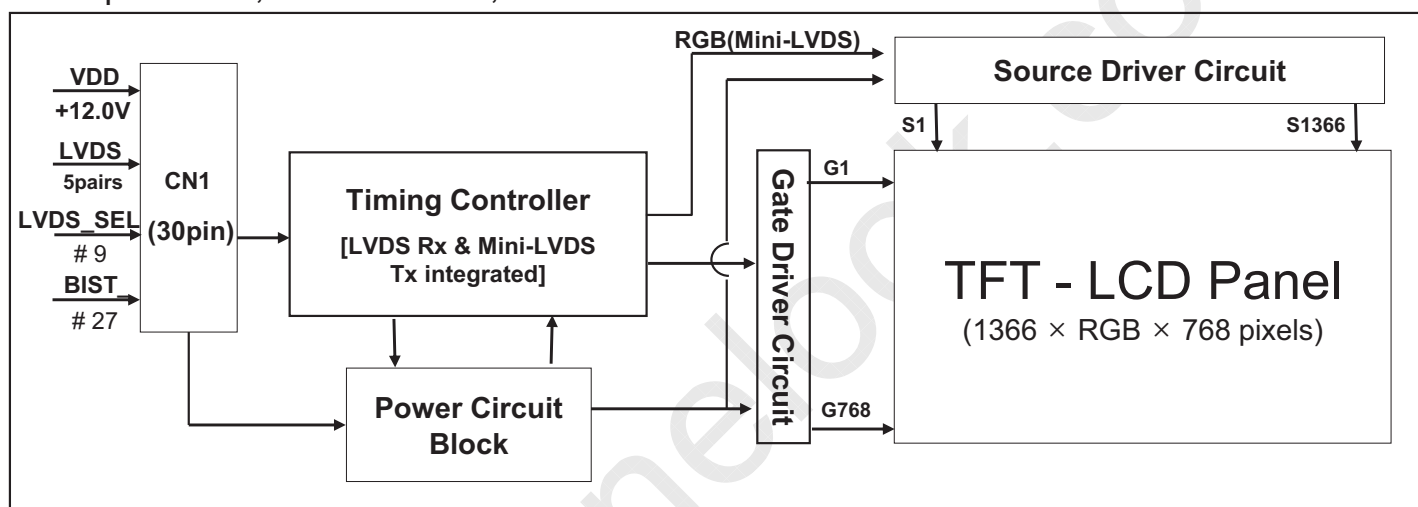 RGB(Mini-LVDS)
Source Driver Circuit
S1
S1366
VDD
+12.0V
LVDS
5pairs
LVDS_SEL
# 9
BIST_
# 27
CN1
(30pin)
Timing Controller
[LVDS Rx & Mini-LVDS
Tx integrated]
Power Circuit
Block
Gate Driver Circuit
G1
G768
TFT - LCD Panel
(1366 × RGB × 768 pixels)